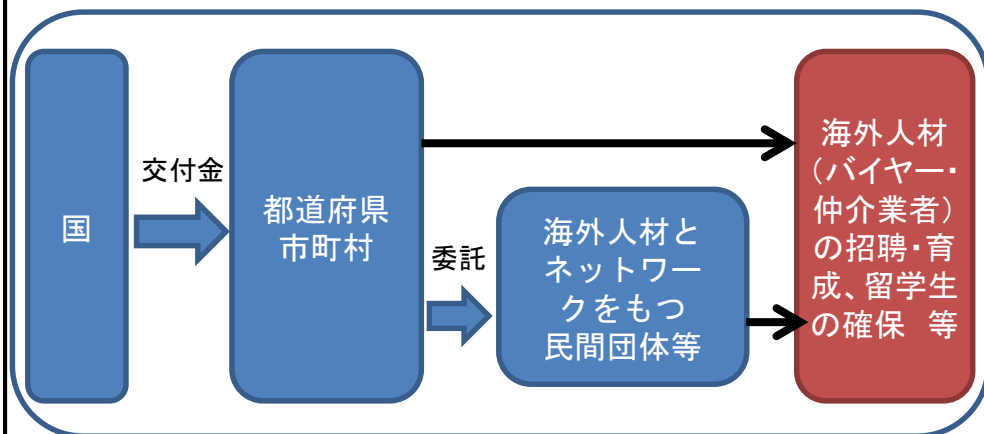 国
交付金
都道府県
市町村
委託
海外人材と
ネットワー
クをもつ
民間団体等
海外人材
（バイヤー・
仲介業者）
の招聘・育
成、留学生
の確保　等